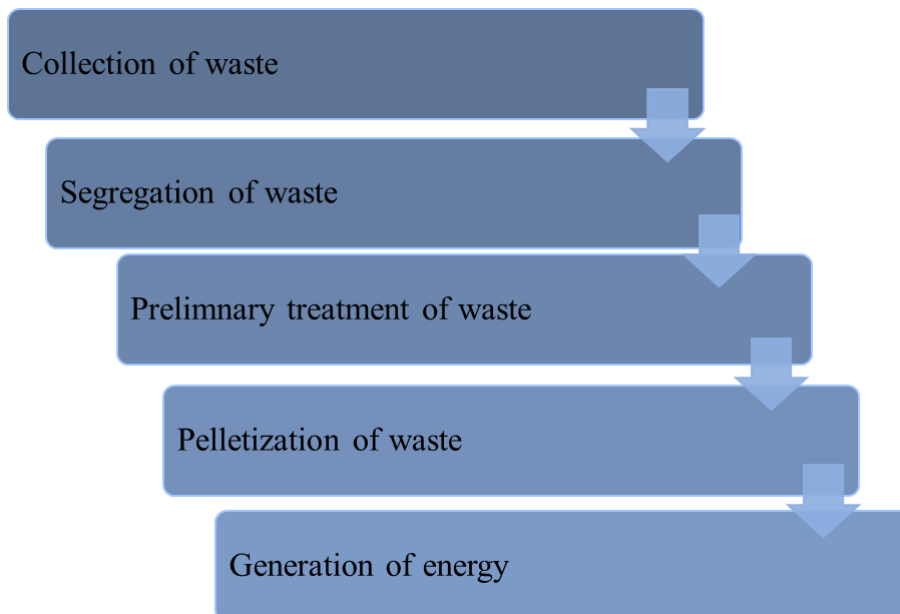 Collection of waste
Segregation of waste
Prelimnary treatment of waste
Pelletization of waste
Generation of energy